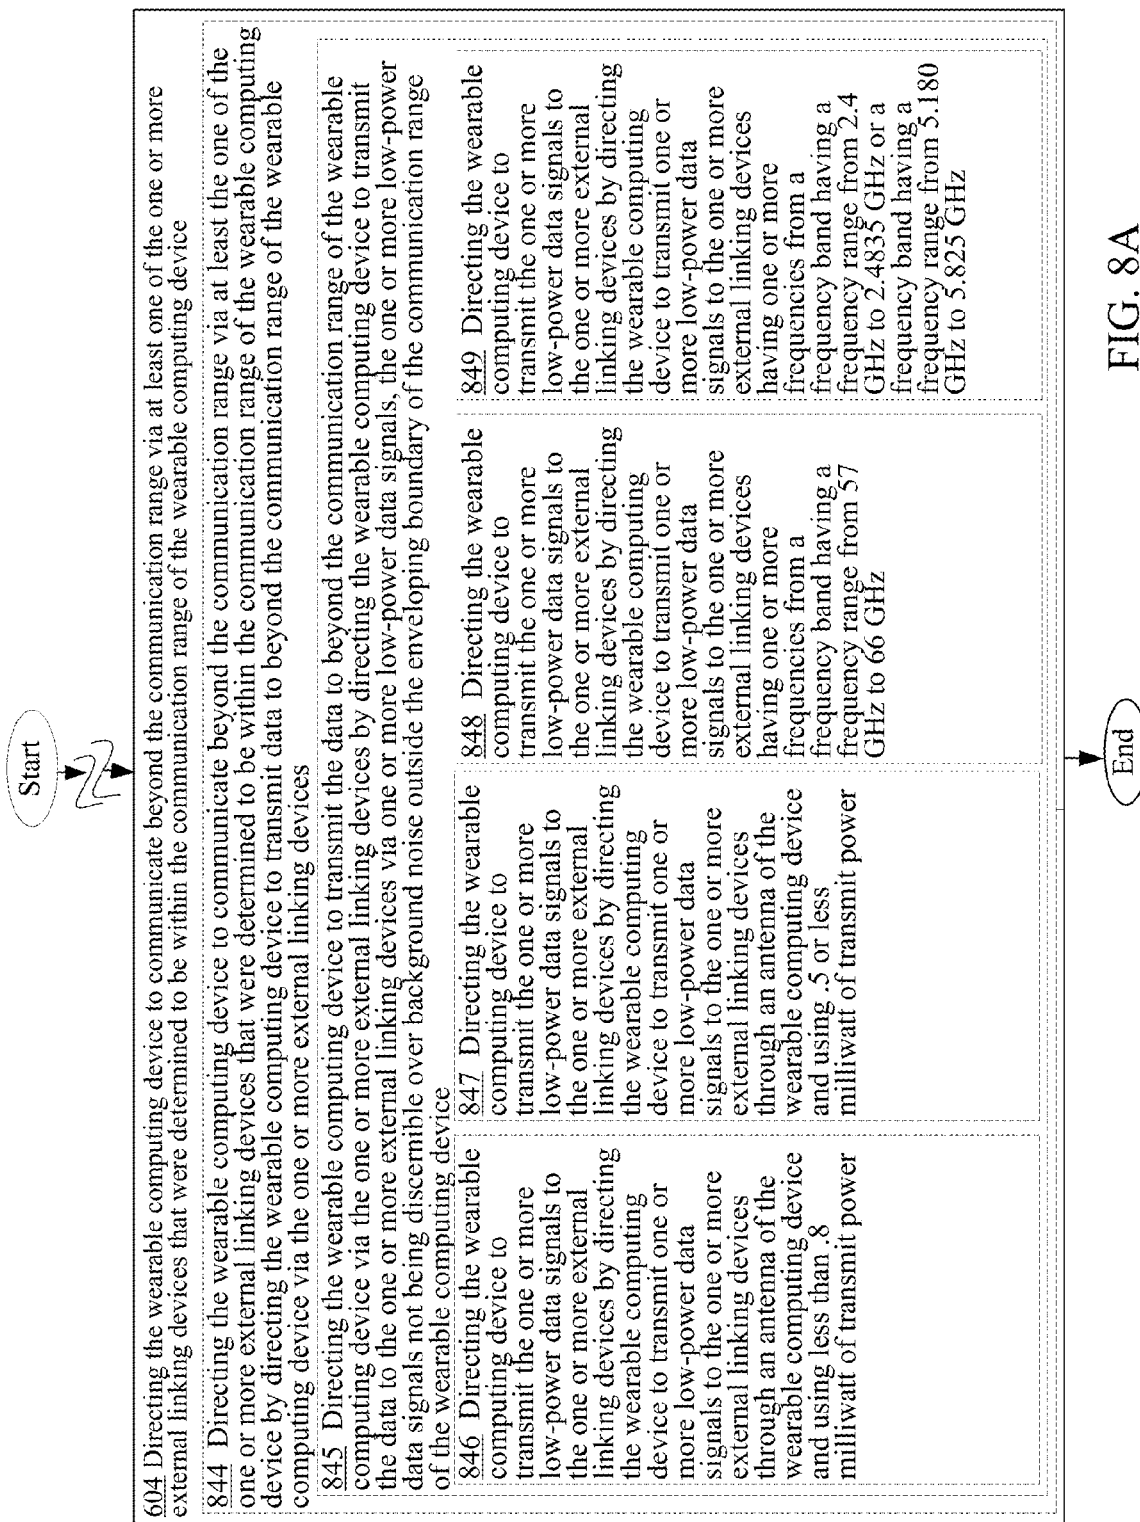 Start
604 Directing the wearable computing device to communicate beyond the communication range via at least one of the one or more
external linking devices that were determined to be within the communication range of the wearable computing device
844 Directing the wearable computing device to communicate beyond the communication range via at least the one of the
one or more external linking devices that were determined to be within the communication range of the wearable computing
device by directing the wearable computing device to transmit data to beyond the communication range of the wearable
computing device via the one or more external linking devices
845 Directing the wearable computing device to transmit the data to beyond the communication range of the wearable
computing device via the one or more external linking devices by directing the wearable computing device to transmit
the data to the one or more external linking devices via one or more low-power data signals, the one or more low-power
data signals not being discernible over background noise outside the enveloping boundary of the communication range
of the wearable computing device
846 Directing the wearable
computing device to
transmit the one or more
low-power data signals to
the one or more external
linking devices by directing
the wearable computing
device to transmit one or
more low-power data
signals to the one or more
external linking devices
through an antenna of the
wearable computing device
and using less than .8
milliwatt of transmit power
847 Directing the wearable
computing device to
transmit the one or more
low-power data signals to
the one or more external
linking devices by directing
the wearable computing
device to transmit one or
more low-power data
signals to the one or more
external linking devices
through an antenna of the
wearable computing device
and using .5 or less
milliwatt of transmit power
848 Directing the wearable
computing device to
transmit the one or more
low-power data signals to
the one or more external
linking devices by directing
the wearable computing
device to transmit one or
more low-power data
signals to the one or more
external linking devices
having one or more
frequencies from a
frequency band having a
frequency range from 57
GHz to 66 GHz
849 Directing the wearable
computing device to
transmit the one or more
low-power data signals to
the one or more external
linking devices by directing
the wearable computing
device to transmit one or
more low-power data
signals to the one or more
external linking devices
having one or more
frequencies from a
frequency band having a
frequency range from 2.4
GHz to 2.4835 GHz or a
frequency band having a
frequency range from 5.180
GHz to 5.825 GHz
End
FIG. 8A